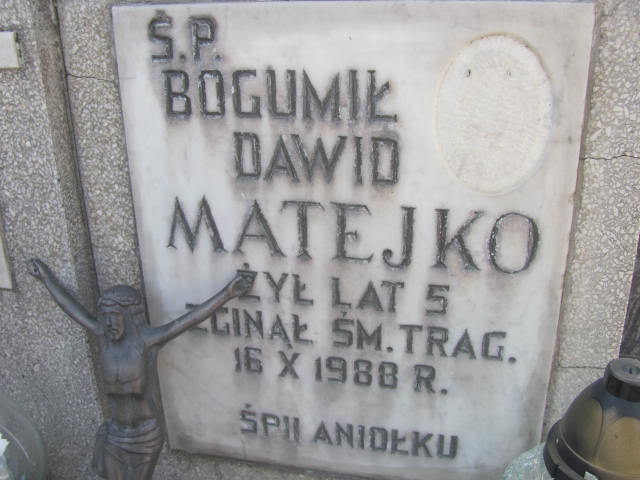 Ś.P.
BOGUMIŁ
DAWID
MATEJKO
ŻYŁ LAT 5
ZGINĄŁ ŚM. TRAG.
16 X 1988 R.
ŚPIJ ANIOŁKU